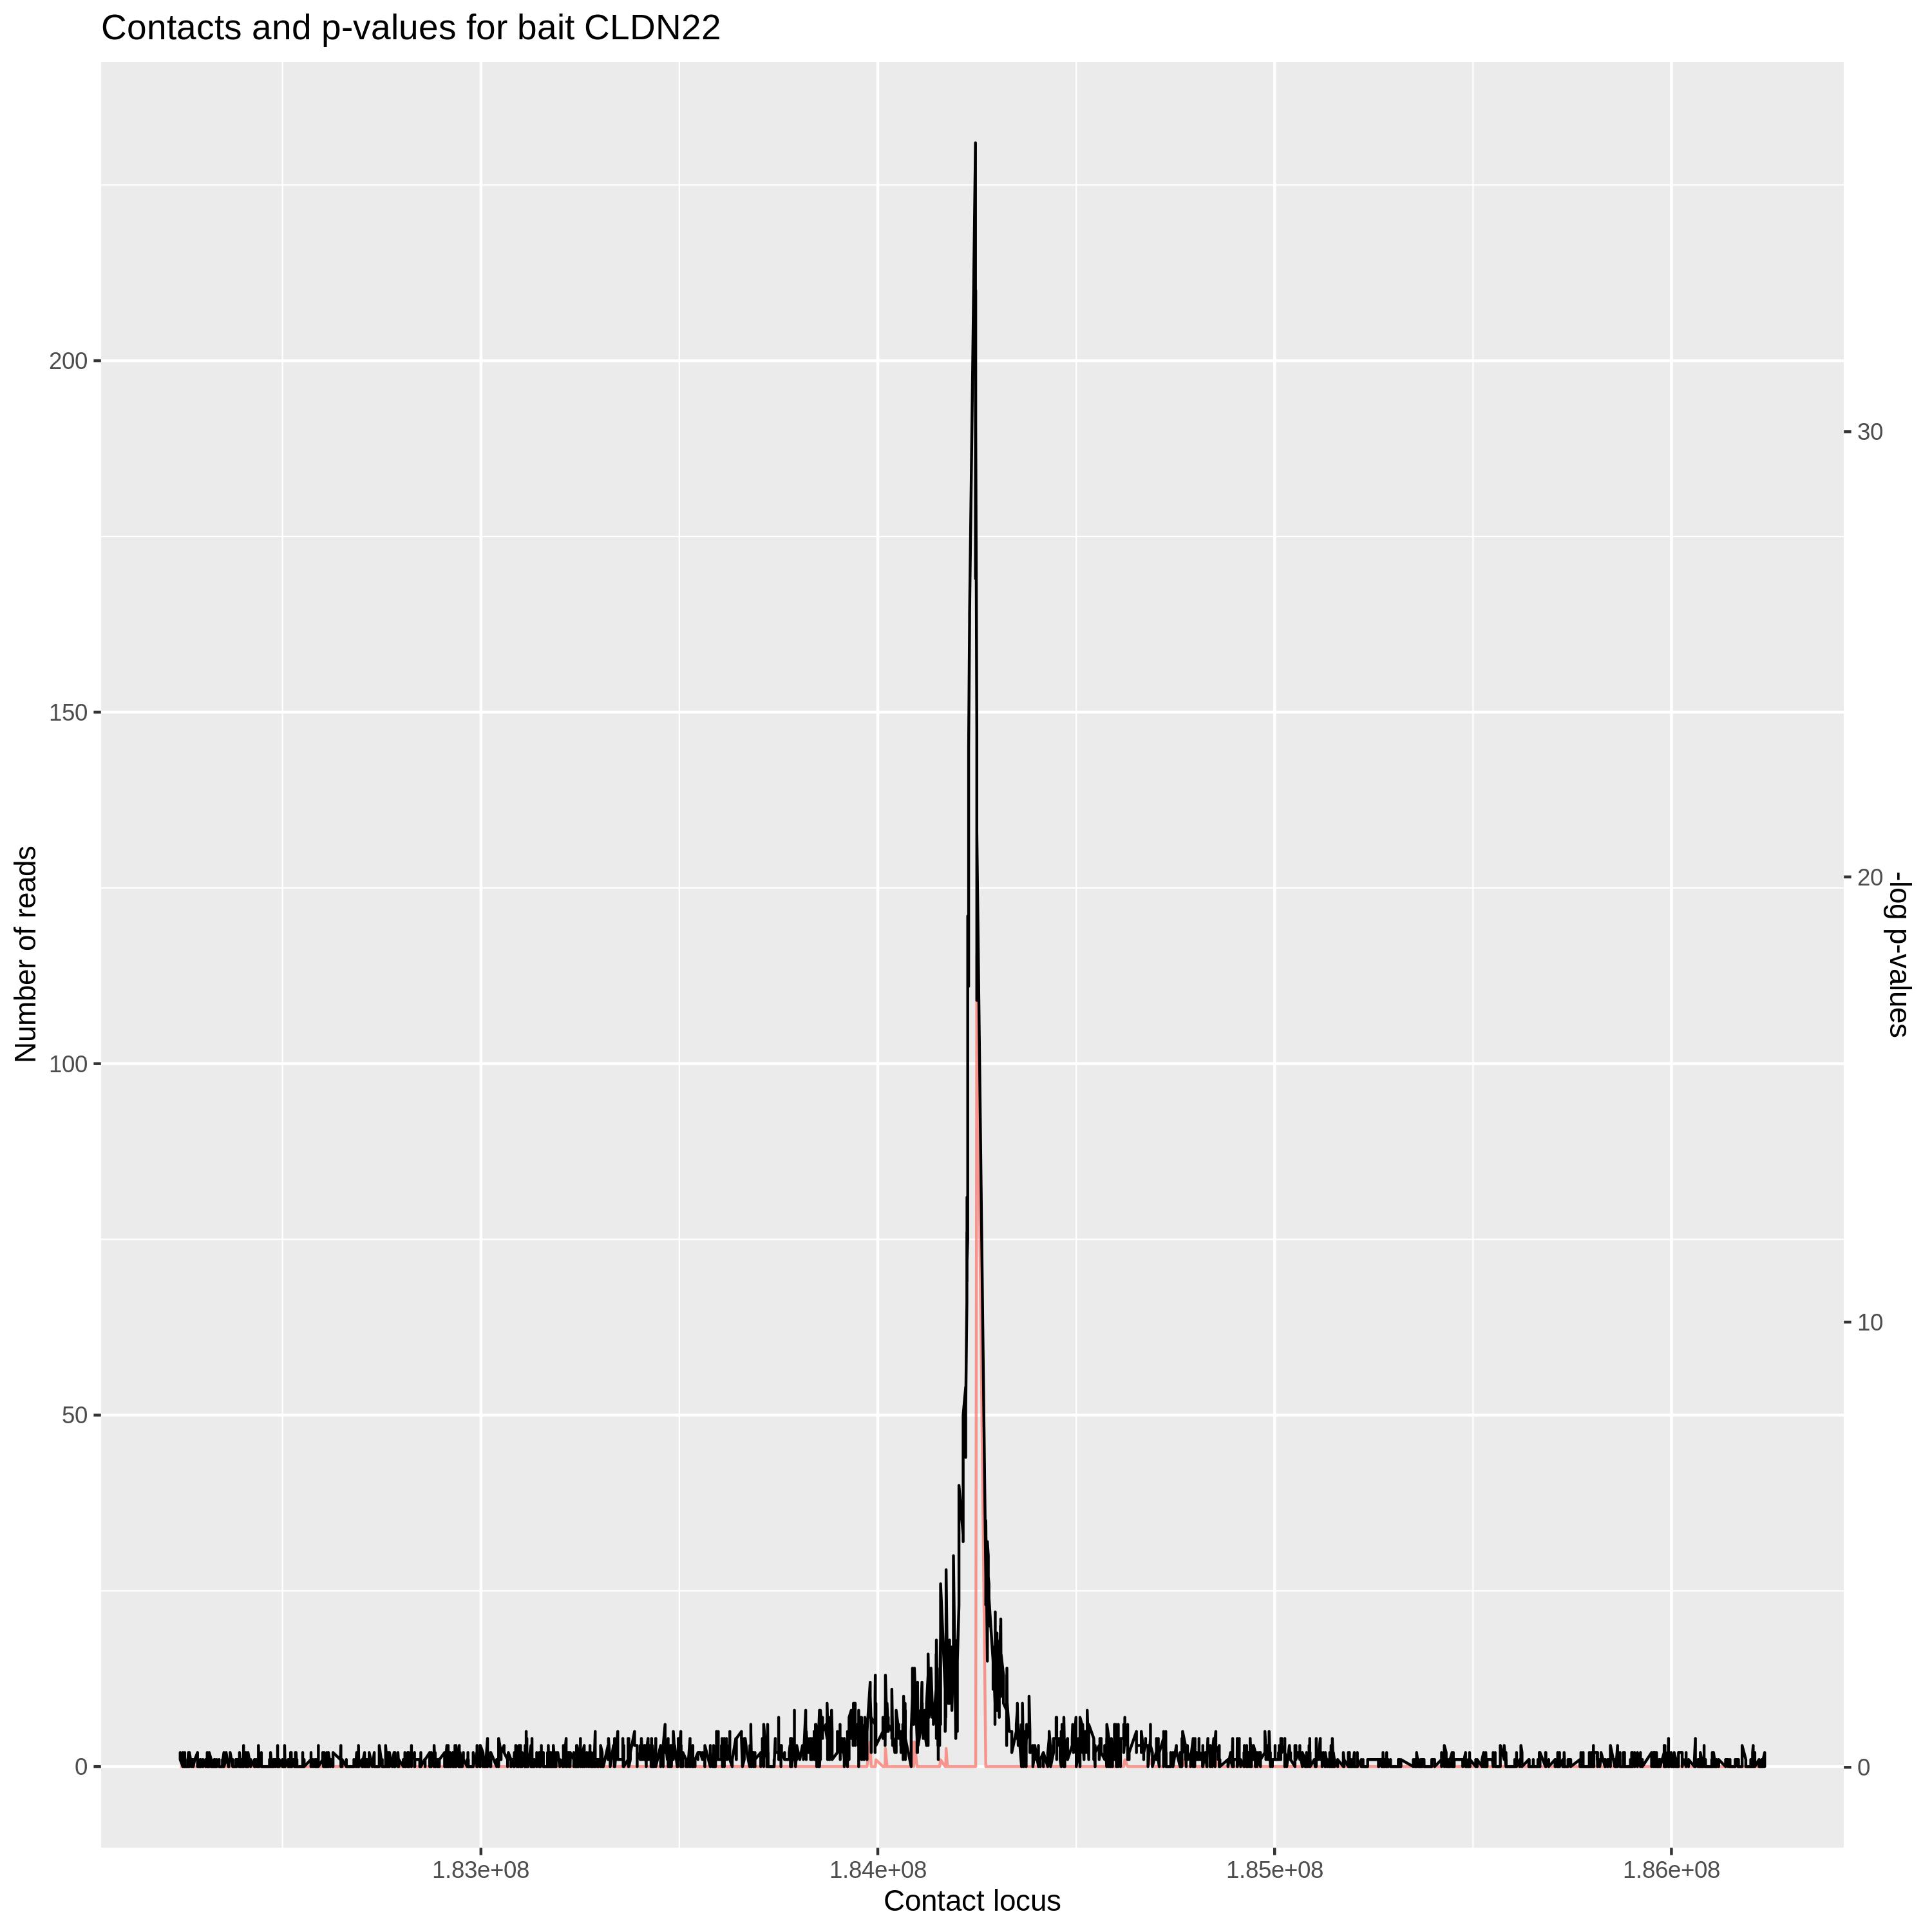 Contacts and p-values for bait CLDN22
Number of reads
200
150
100
50
0
30
20
10
0
-log p-values
1.83e+08 1.84e+08 1.85e+08 1.86e+08
Contact locus